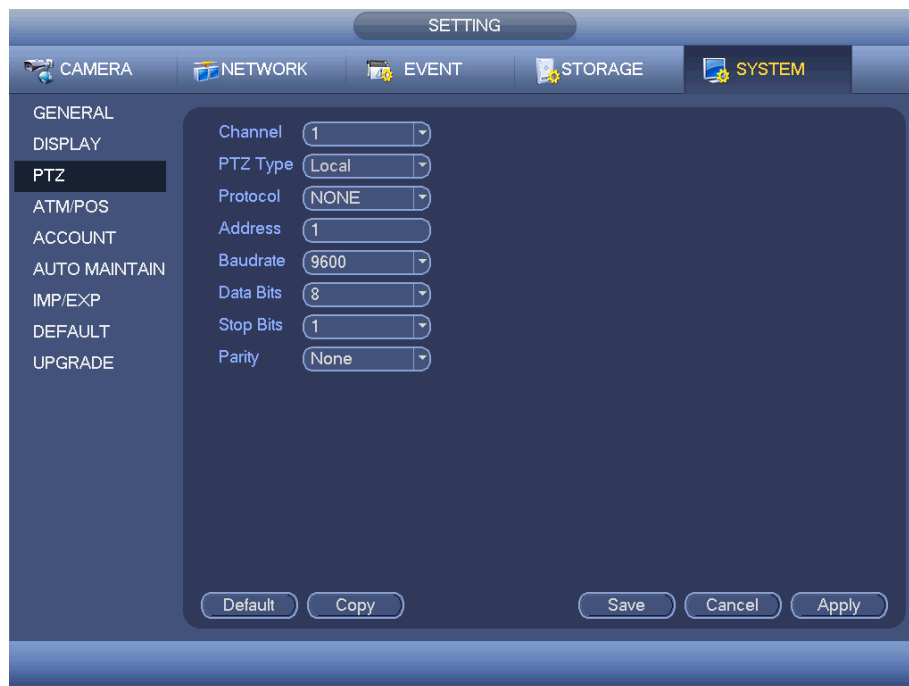 SETTING
CAMERA NETWORK EVENT STORAGE SYSTEM
GENERAL
DISPLAY
PTZ
ATM/POS
ACCOUNT
AUTO MAINTAIN
IMP/EXP
DEFAULT
UPGRADE
Channel 1
PTZ Type Local
Protocol NONE
Address 1
Baudrate 9600
Data Bits 8
Stop Bits 1
Parity None
Default Copy Save Cancel Apply